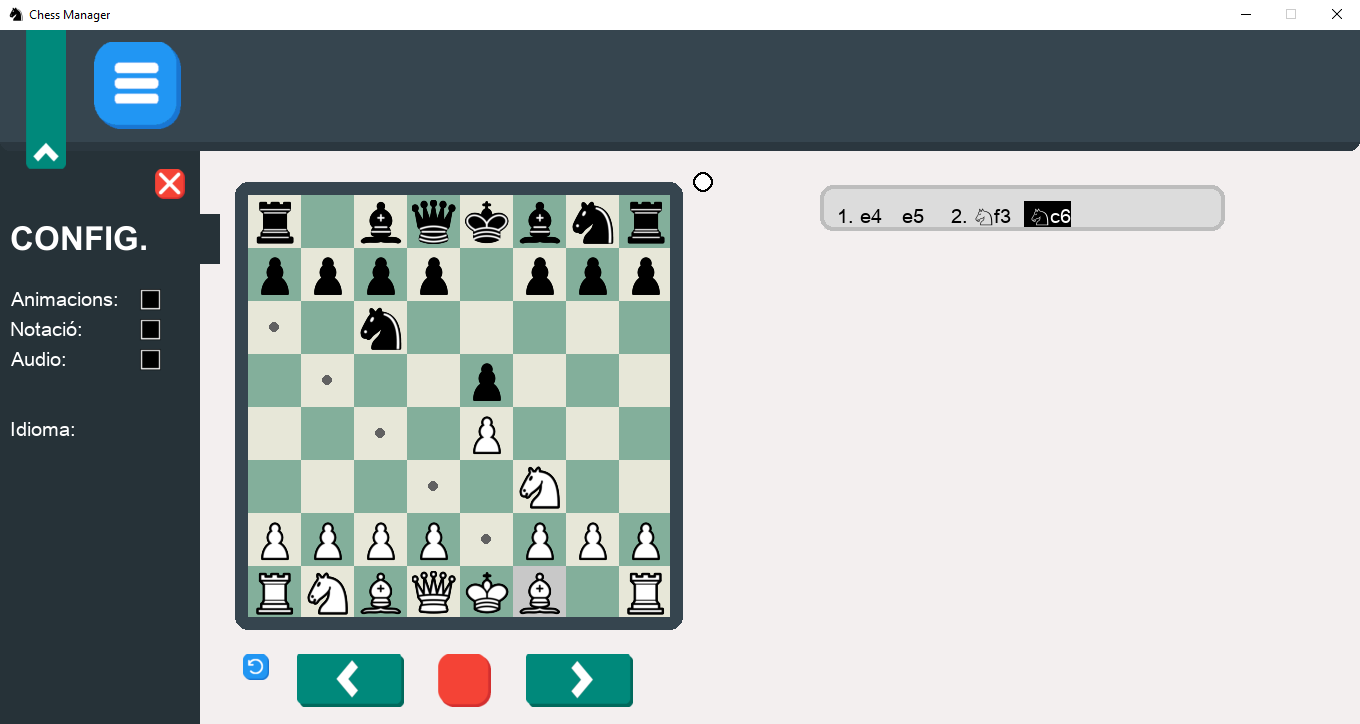 Chess Manager
CONFIG.
Animacions:
Notació:
Audio:
Idioma:
1. e4 e5 2. ♘f3 ♘c6